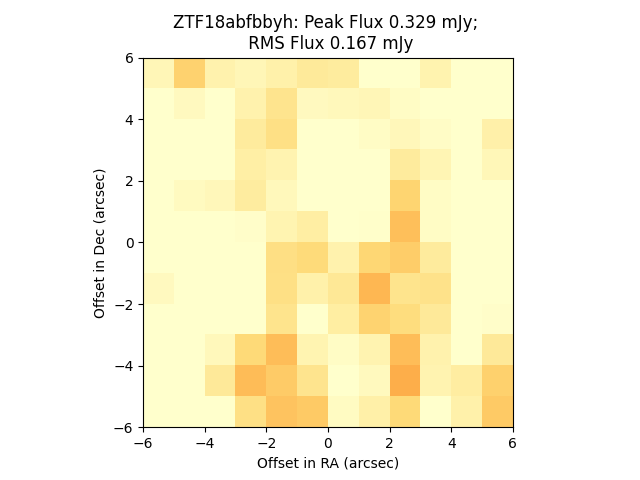 ZTF18abfbbyh: Peak Flux 0.329 mJy;
RMS Flux 0.167 mJy
6
4
2
0
−2
−4
−6
Offset in Dec (arcsec)
−6 −4 −2 0 2 4 6
Offset in RA (arcsec)